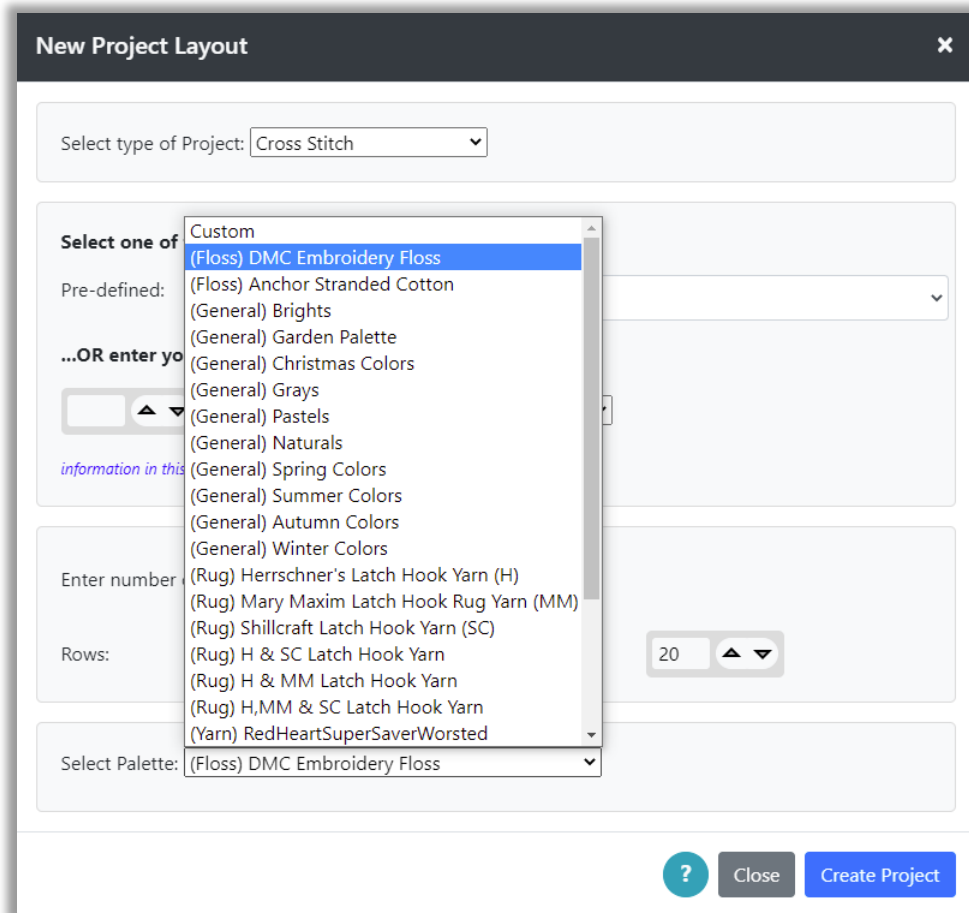 New Project Layout
Select type of Project: Cross Stitch
Select one of
Pre-defined:
...OR enter yo
information in this
Custom
(Floss) DMC Embroidery Floss
(Floss) Anchor Stranded Cotton
(General) Brights
(General) Garden Palette
(General) Christmas Colors
(General) Grays
(General) Pastels
(General) Naturals
(General) Spring Colors
(General) Summer Colors
(General) Autumn Colors
(General) Winter Colors
(Rug) Herrschner's Latch Hook Yarn (H)
(Rug) Mary Maxim Latch Hook Rug Yarn (MM)
(Rug) Shillcraft Latch Hook Yarn (SC)
(Rug) H & SC Latch Hook Yarn
(Rug) H & MM Latch Hook Yarn
(Rug) H,MM & SC Latch Hook Yarn
(Yarn) RedHeartSuperSaverWorsted
Enter number
Rows:
20
Select Palette: (Floss) DMC Embroidery Floss
? Close Create Project